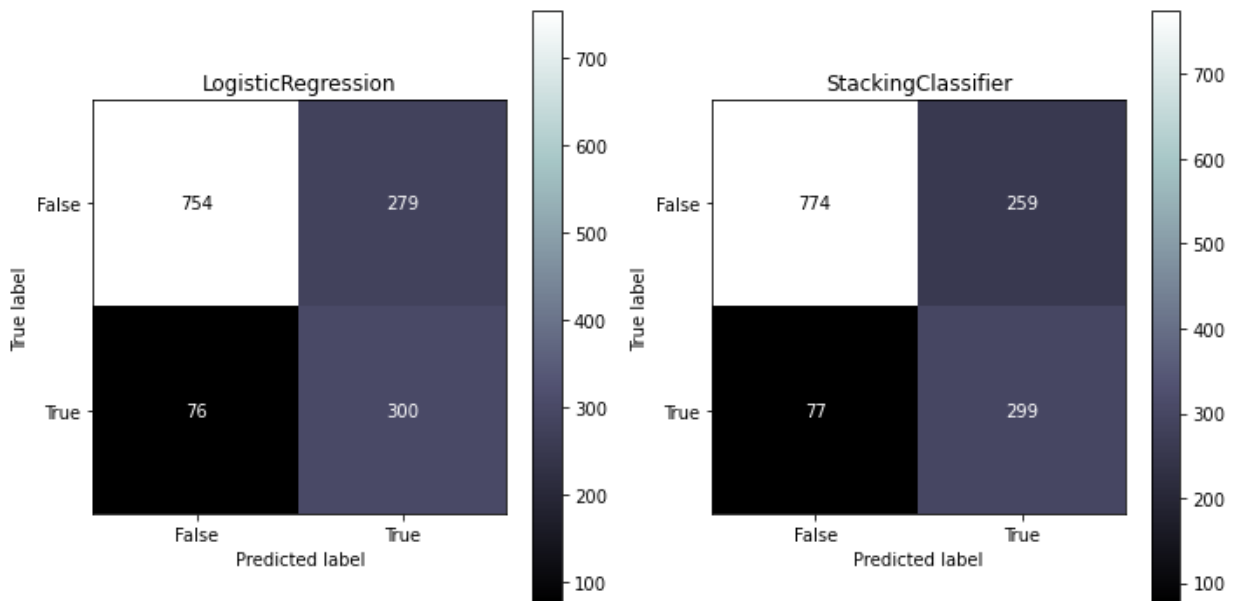 LogisticRegression
True label
False
True
754
279
76
300
False
True
Predicted label
700
600
500
400
300
200
100
StackingClassifier
True label
False
True
774
259
77
299
False
True
Predicted label
700
600
500
400
300
200
100